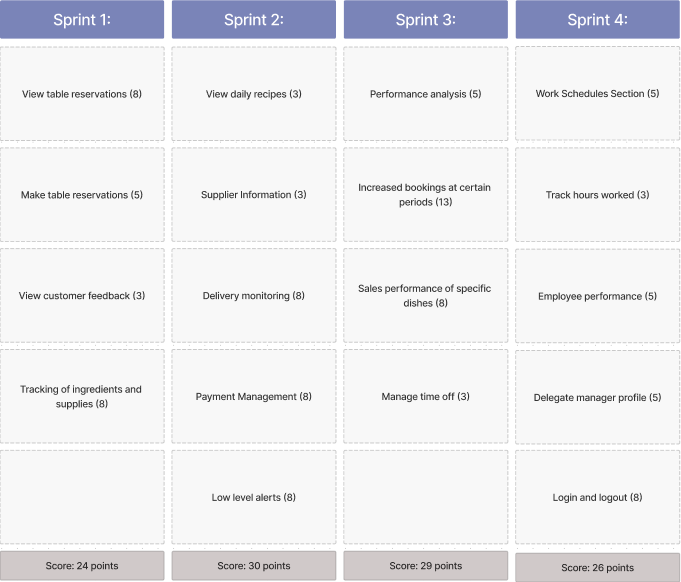 Sprint 1:
Sprint 2:
Sprint 3:
Sprint 4:
View table reservations (8)
View daily recipes (3)
Performance analysis (5)
Work Schedules Section (5)
Make table reservations (5)
Supplier Information (3)
Increased bookings at certain
periods (13)
Track hours worked (3)
View customer feedback (3)
Delivery monitoring (8)
Sales performance of specific
dishes (8)
Employee performance (5)
Tracking of ingredients and
supplies (8)
Payment Management (8)
Manage time off (3)
Delegate manager profile (5)
Low level alerts (8)
Login and logout (8)
Score: 24 points
Score: 30 points
Score: 29 points
Score: 26 points